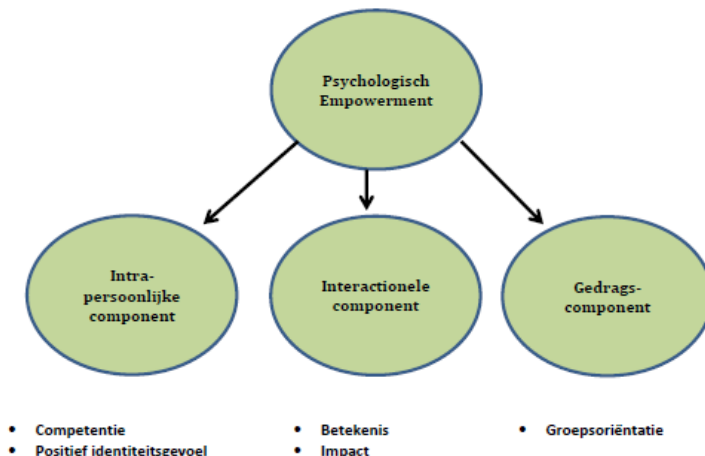 Psychologisch
Empowerment
Intra-
persoonlijke
component
Interactionele
component
Gedrags-
component
• Competentie
• Positief identiteitsgevoel
• Betekenis
• Impact
• Groepsoriëntatie